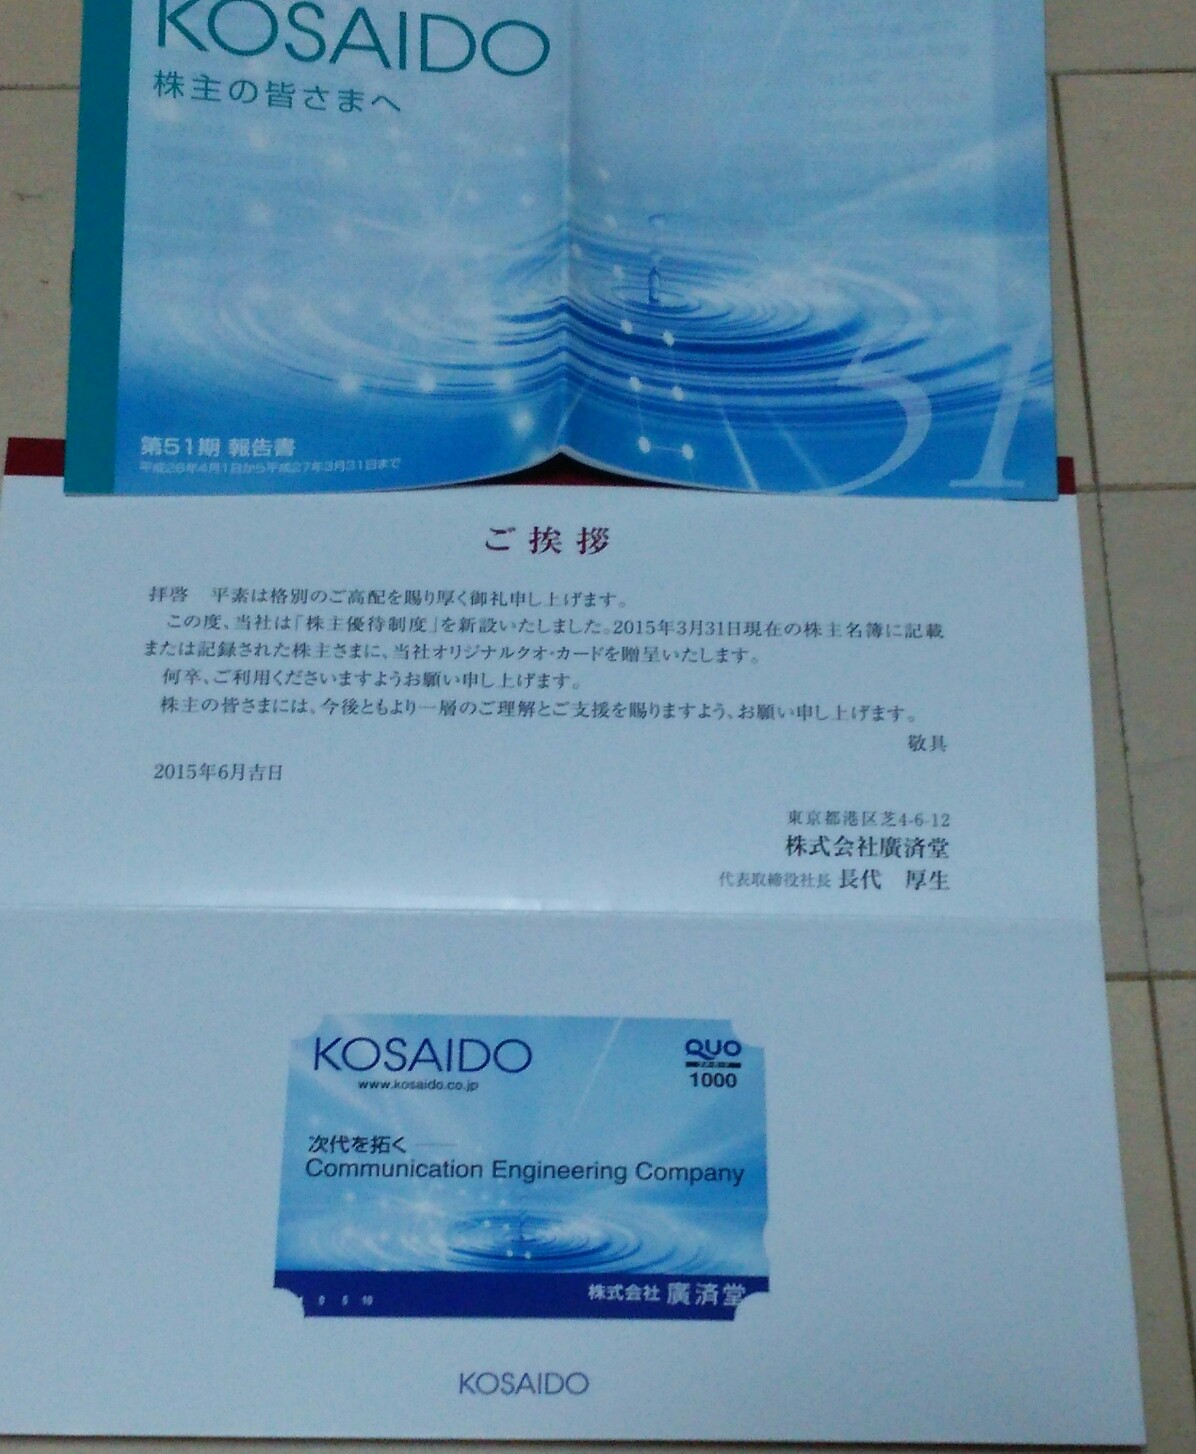 KOSAIDO
株主の皆さまへ
51
第51期 報告書
平成26年4月1日から平成27年3月31日まで
ご挨拶
拝啓　平素は格別のご高配を賜り厚く御礼申し上げます。
この度、当社は「株主優待制度」を新設いたしました。2015年3月31日現在の株主名簿に記載
または記録された株主さまに、当社オリジナルクオ・カードを贈呈いたします。
何卒、ご利用くださいますようお願い申し上げます。
株主の皆さまには、今後ともより一層のご理解とご支援を賜りますよう、お願い申し上げます。
敬具
2015年6月吉日
東京都港区芝4-6-12
株式会社廣済堂
代表取締役社長 長代　厚生
KOSAIDO
www.kosaido.co.jp
QUO
1000
次代を拓く
Communication Engineering Company
株式会社 廣済堂
0 5 10
KOSAIDO